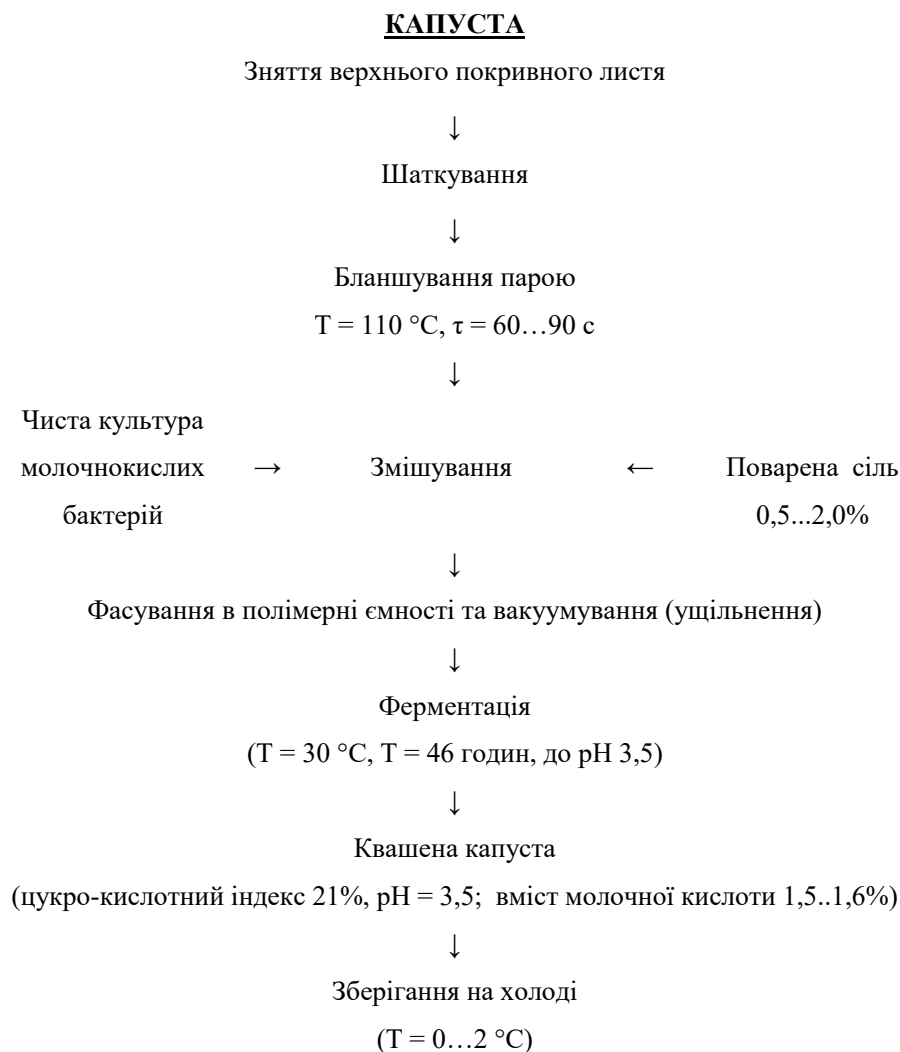 КАПУСТА
Зняття верхнього покривного листя
↓
Шаткування
↓
Бланшування парою
Т = 110 °С, τ = 60…90 с
↓
Чиста культура
молочнокислих → Змішування ← Поварена сіль
бактерій 0,5...2,0%
↓
Фасування в полімерні ємності та вакуумування (ущільнення)
↓
Ферментація
(Т = 30 °С, Т = 46 годин, до рН 3,5)
↓
Квашена капуста
(цукро-кислотний індекс 21%, рН = 3,5; вміст молочної кислоти 1,5..1,6%)
↓
Зберігання на холоді
(Т = 0…2 °С)